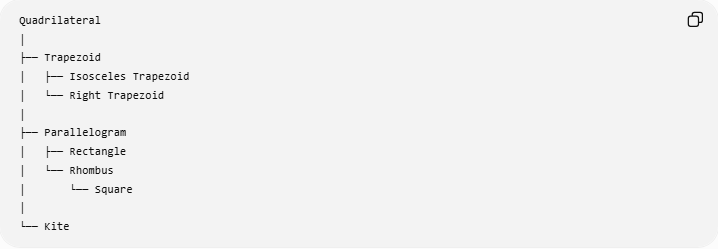 Quadrilateral
│
├── Trapezoid
│   ├── Isosceles Trapezoid
│   └── Right Trapezoid
│
├── Parallelogram
│   ├── Rectangle
│   └── Rhombus
│       └── Square
│
└── Kite